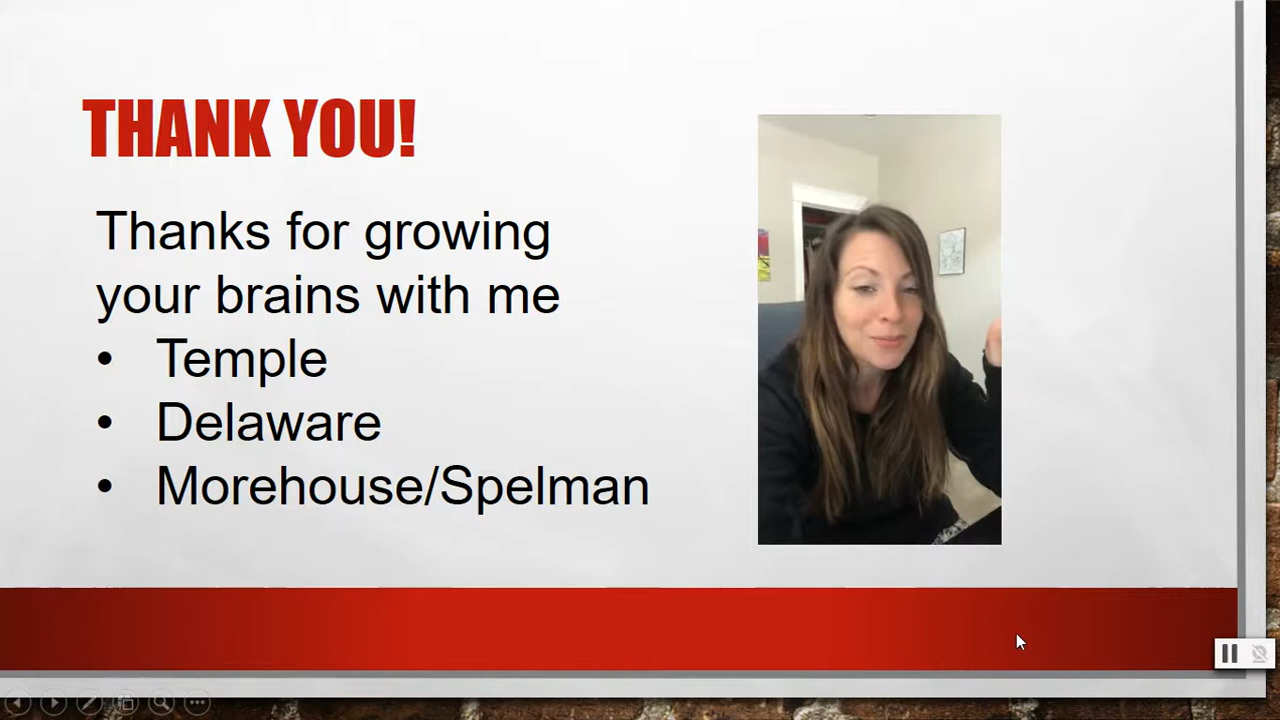 THANK YOU!
Thanks for growing
your brains with me
• Temple
• Delaware
• Morehouse/Spelman